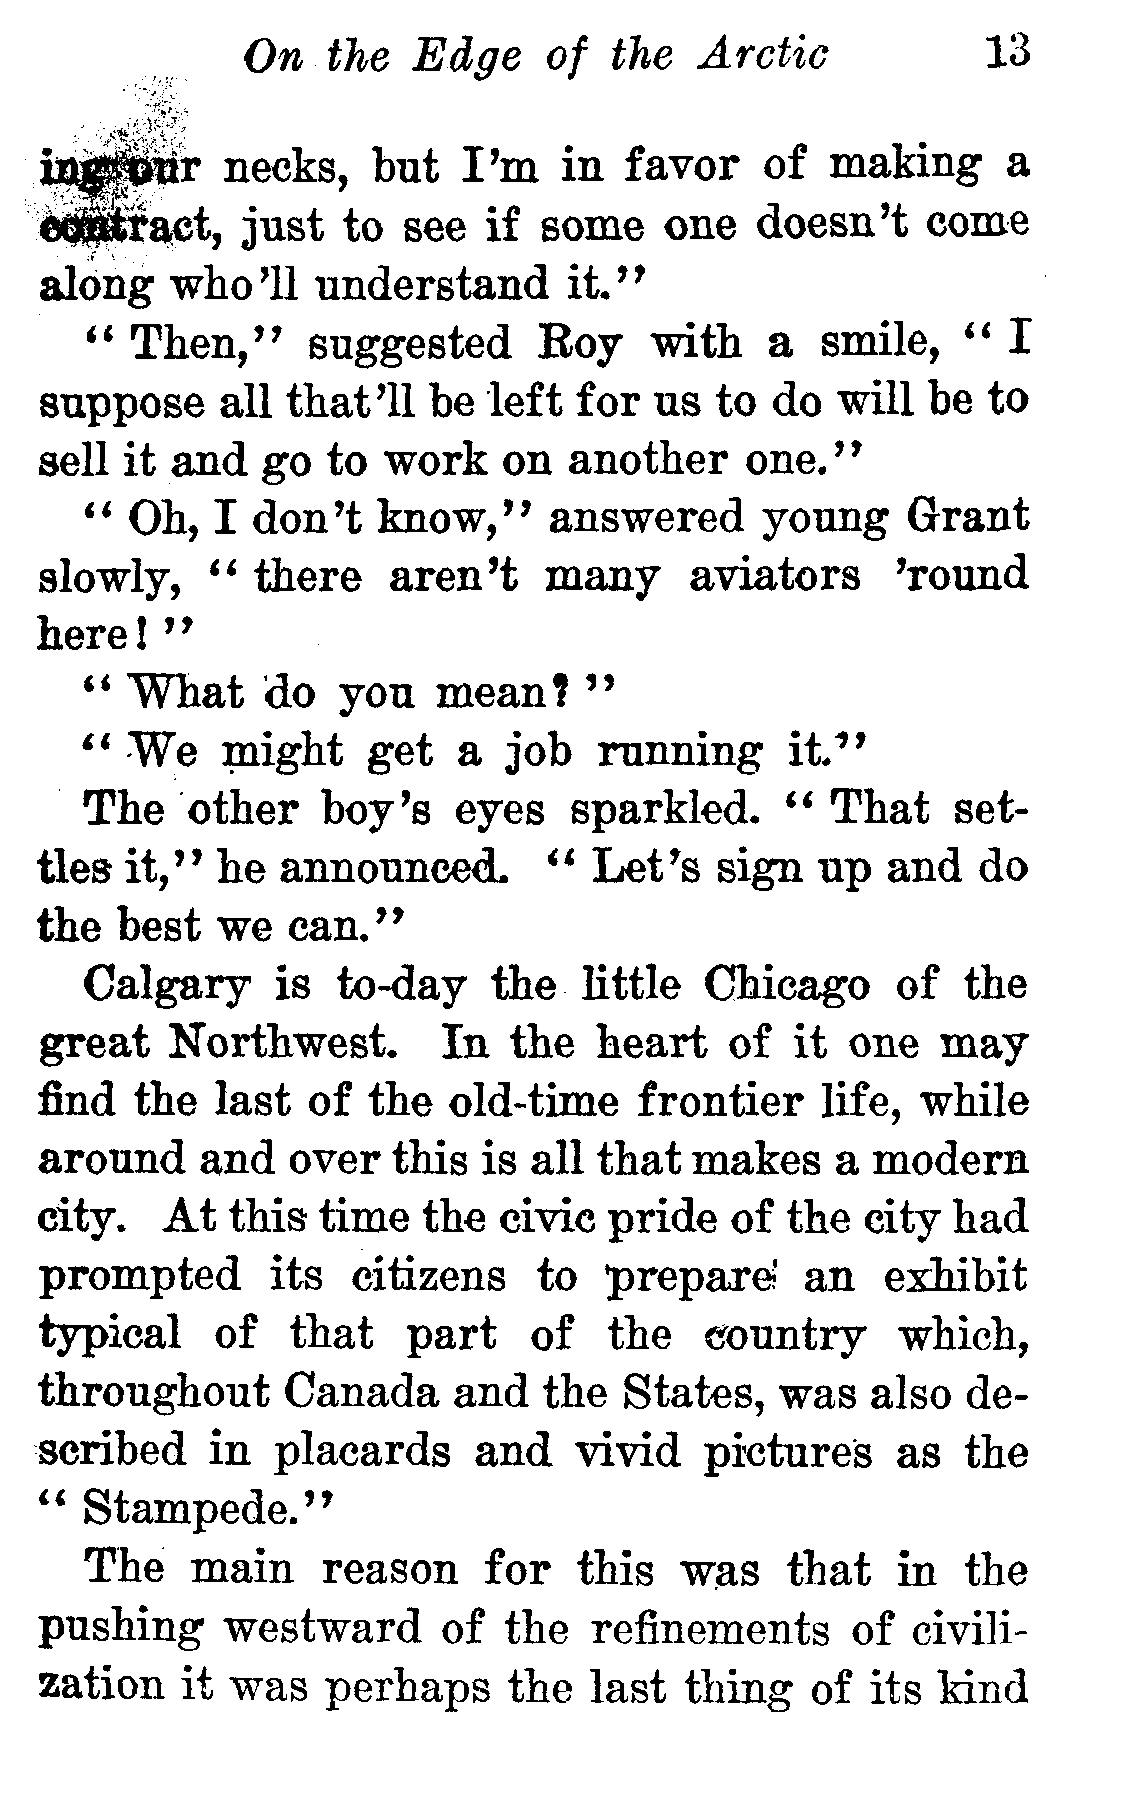 On the Edge of the Arctic 13
ing our necks, but I'm in favor of making a
contract, just to see if some one doesn't come
along who'll understand it."
"Then," suggested Roy with a smile, "I
suppose all that'll be left for us to do will be to
sell it and go to work on another one."
"Oh, I don't know," answered young Grant
slowly, "there aren't many aviators 'round
here!"
"What do you mean?"
"We might get a job running it."
The other boy's eyes sparkled. "That set-
tles it," he announced. "Let's sign up and do
the best we can."
Calgary is to-day the little Chicago of the
great Northwest. In the heart of it one may
find the last of the old-time frontier life, while
around and over this is all that makes a modern
city. At this time the civic pride of the city had
prompted its citizens to prepare an exhibit
typical of that part of the country which,
throughout Canada and the States, was also de-
scribed in placards and vivid pictures as the
"Stampede."
The main reason for this was that in the
pushing westward of the refinements of civili-
zation it was perhaps the last thing of its kind